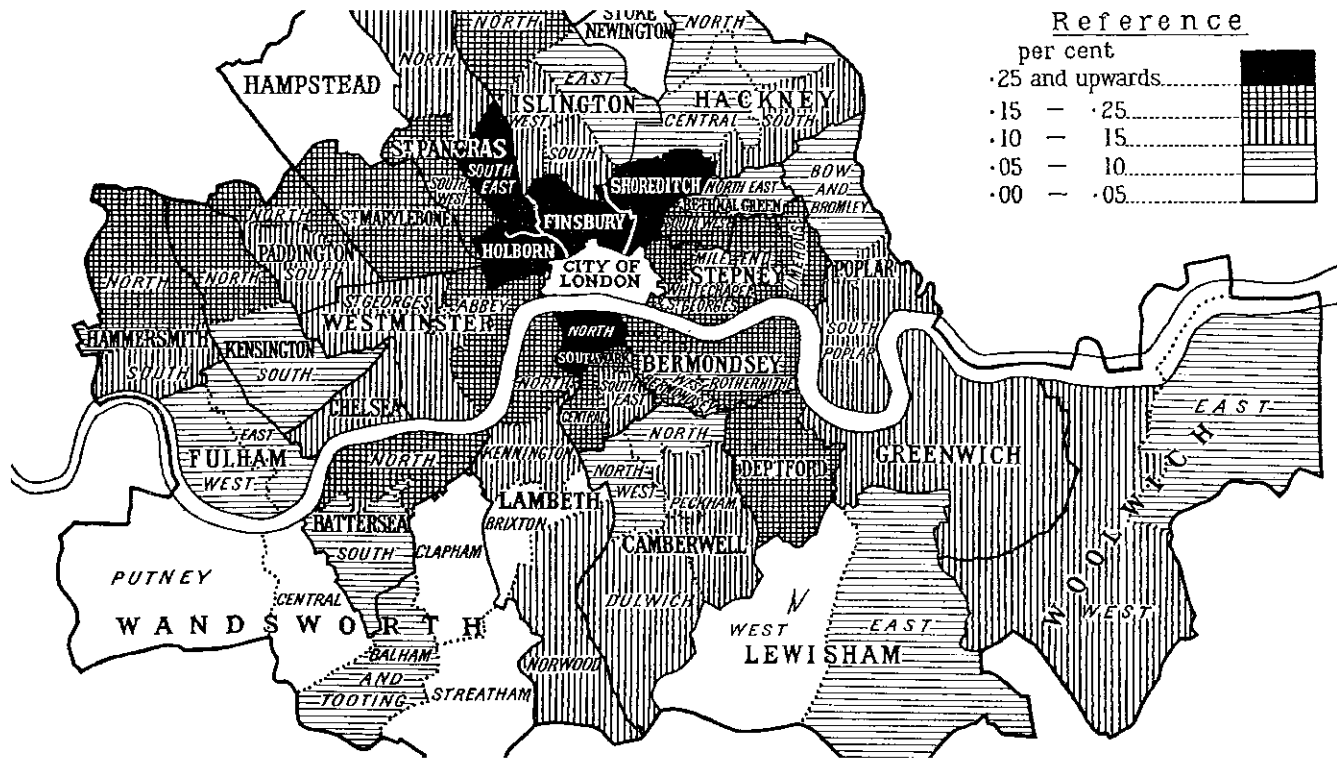 Reference
per cent
.25 and upwards
.15 — .25
.10 — 15
.05 — 10
.00 — .05
NORTH
STOKE
NEWINGTON
NORTH
NORTH
HAMPSTEAD
EAST
ISLINGTON
HACKNEY
WEST
CENTRAL
SOUTH
ST PANCRAS
SOUTH
SOUTH
EAST
SHOREDITCH
NORTH EAST
BOW
AND
BROMLEY
SOUTH
WEST
BETHNAL GREEN
NORTH
ST MARYLEBONE
FINSBURY
SOUTH WEST
PADDINGTON
HOLBORN
MILE END
LIMEHOUSE
SOUTH
CITY OF
LONDON
STEPNEY
POPLAR
NORTH
NORTH
WHITECHAPEL
ST GEORGES
ABBEY
ST GEORGES
WESTMINSTER
NORTH
SOUTH
POPLAR
HAMMERSMITH
KENSINGTON
SOUTHWARK
BERMONDSEY
SOUTH
SOUTH
NORTH
SOUTH
EAST
WEST
ROTHERHITHE
CHELSEA
CENTRAL
EAST
EAST
NORTH
FULHAM
NORTH
KENNINGTON
GREENWICH
WEST
NORTH
WEST
DEPTFORD
LAMBETH
PECKHAM
BATTERSEA
BRIXTON
SOUTH
CLAPHAM
CAMBERWELL
PUTNEY
CENTRAL
DULWICH
WOOLWICH
WEST
WANDSWORTH
WEST
EAST
BALHAM
AND
TOOTING
LEWISHAM
NORWOOD
STREATHAM